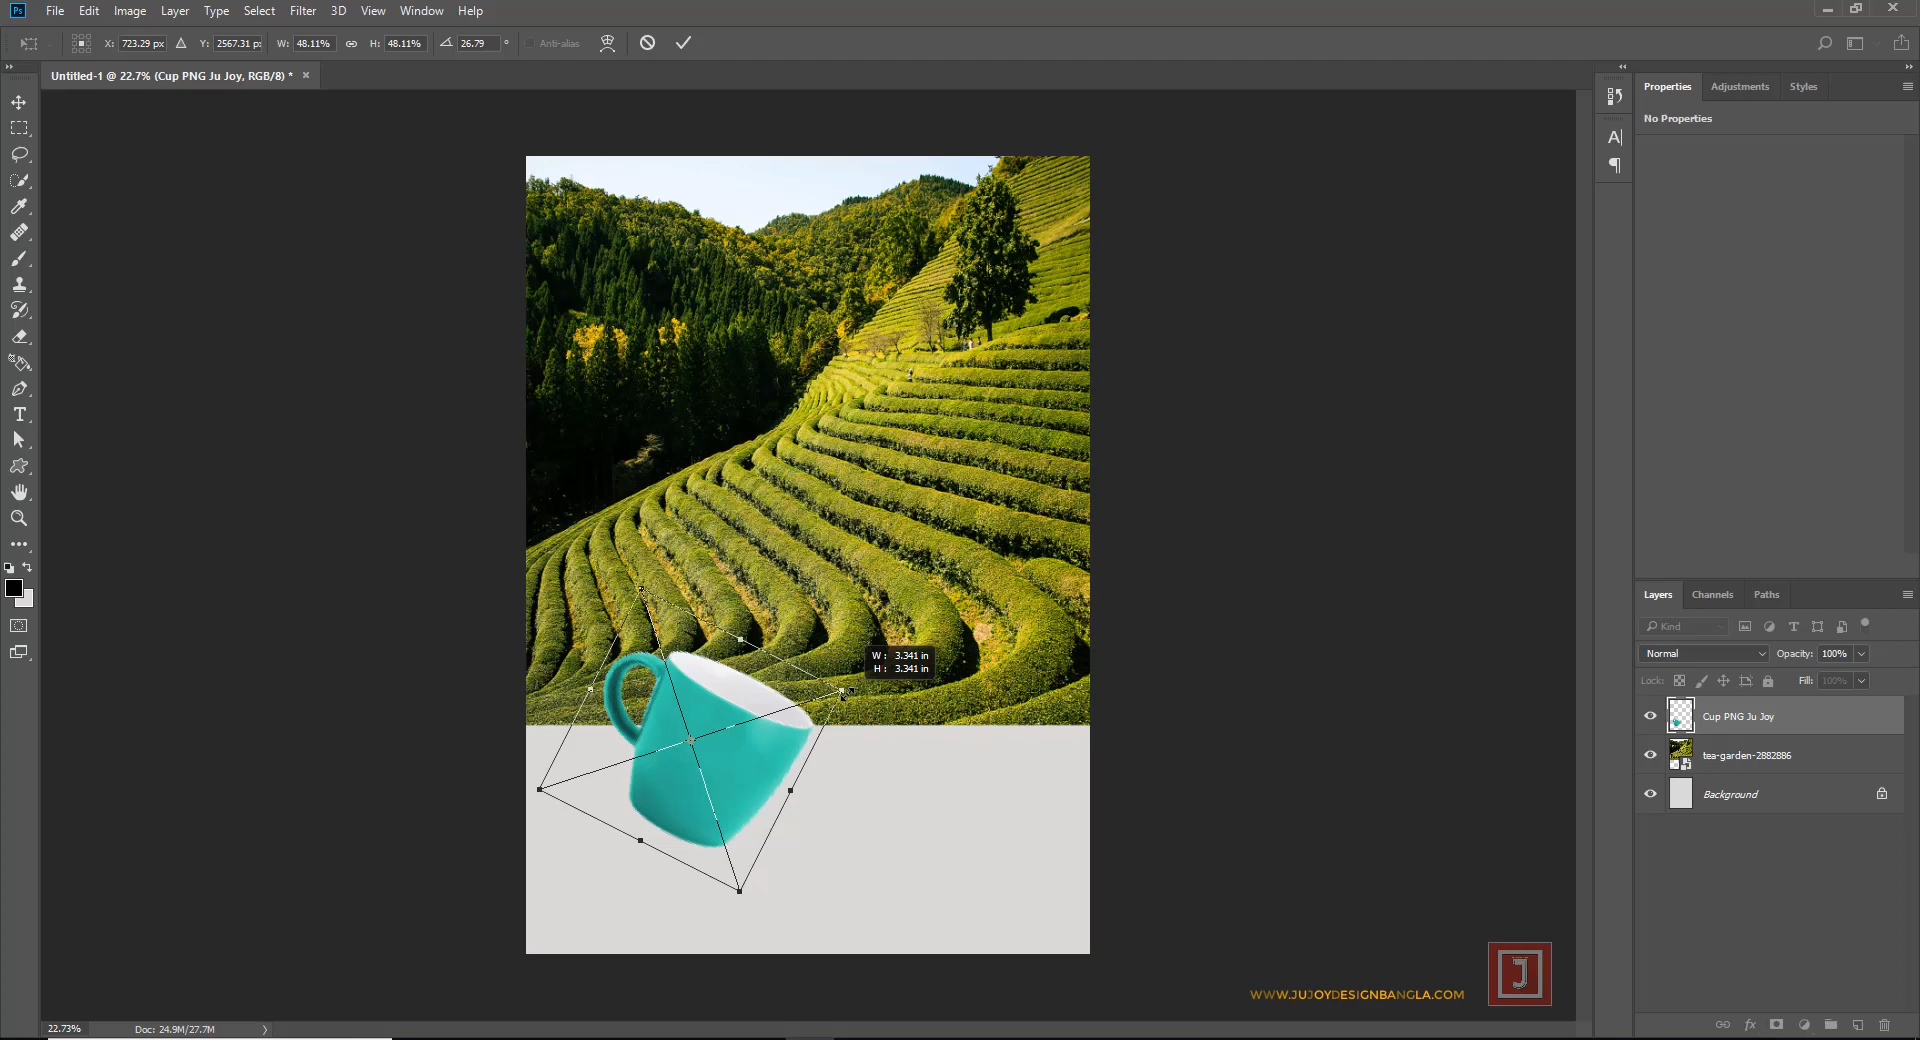 Ps File Edit Image Layer Type Select Filter 3D View Window Help
X: 723.29 px Y: 2567.31 px W: 48.11% H: 48.11% 26.79 ° Anti-alias
Untitled-1 @ 22.7% (Cup PNG Ju Joy, RGB/8) * ×
Properties Adjustments Styles
No Properties
W : 3.341 in
H : 3.341 in
Layers Channels Paths
Kind
Normal Opacity: 100%
Lock: Fill: 100%
Cup PNG Ju Joy
tea-garden-2882886
Background
J
WWW.JUJOYDESIGNBANGLA.COM
22.73% Doc: 24.9M/27.7M